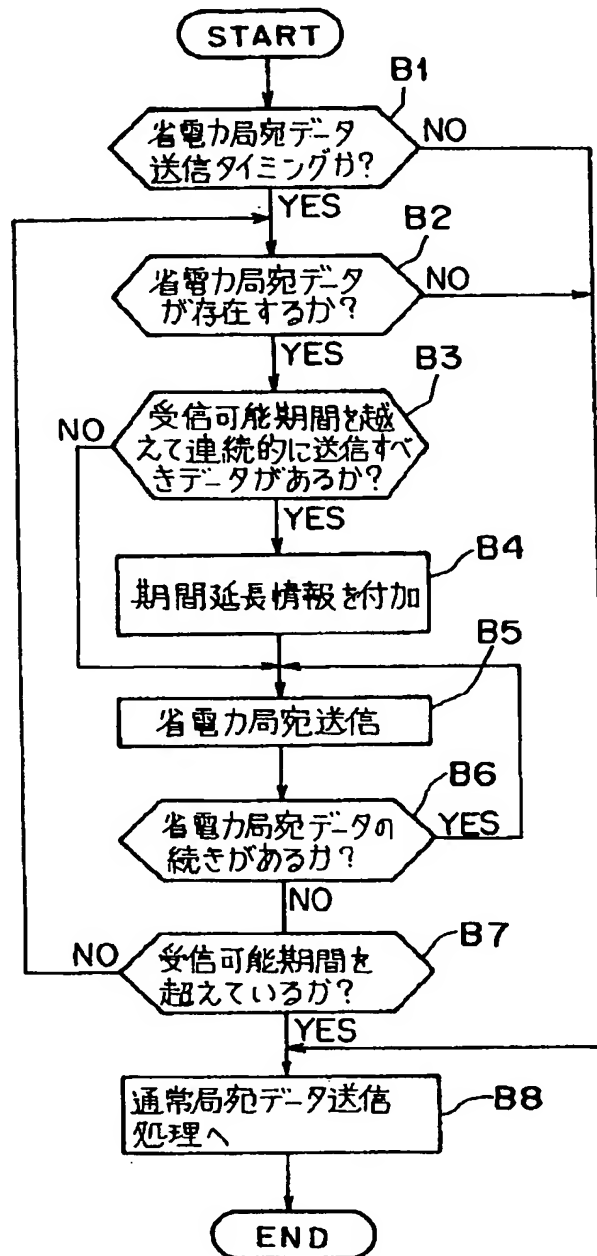 START
B1
省電力局宛データ
送信タイミングか?
NO
YES
B2
省電力局宛データ
が存在するか?
NO
YES
B3
受信可能期間を越
えて連続的に送信すべ
きデータがあるか?
NO
YES
B4
期間延長情報を付加
B5
省電力局宛送信
B6
省電力局宛データの
続きがあるか?
YES
NO
B7
受信可能期間を
超えているか?
NO
YES
B8
通常局宛データ送信
処理へ
END